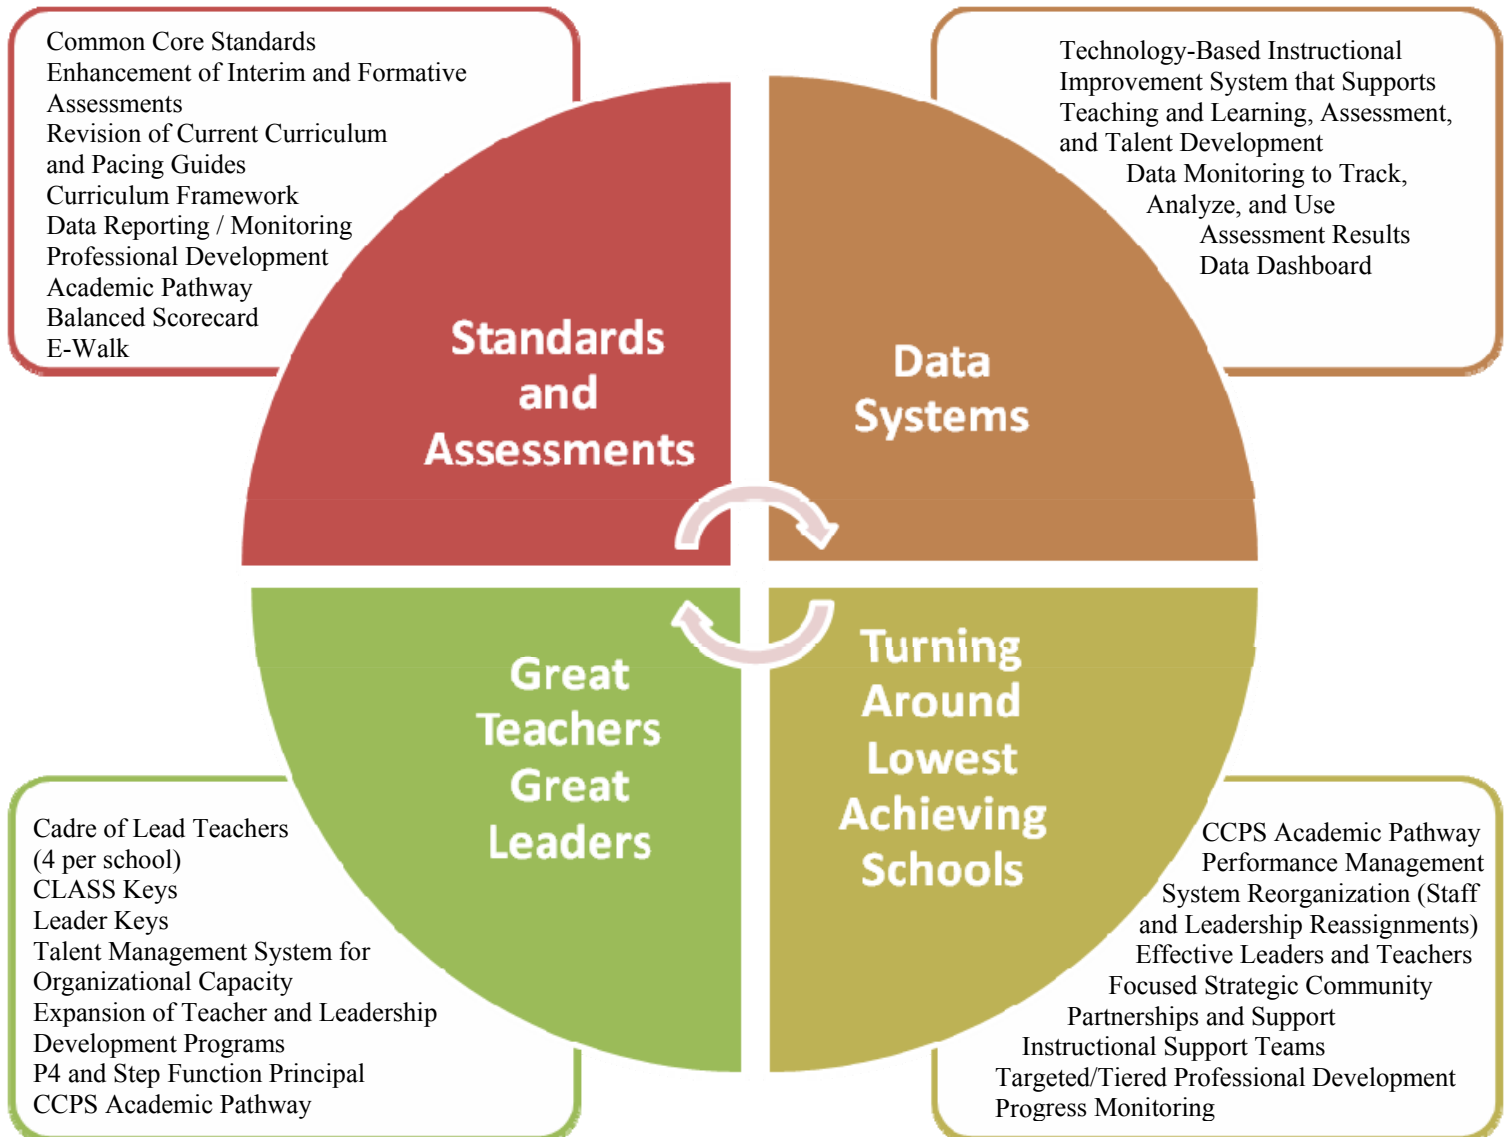 Common Core Standards
Enhancement of Interim and Formative
Assessments
Revision of Current Curriculum
and Pacing Guides
Curriculum Framework
Data Reporting / Monitoring
Professional Development
Academic Pathway
Balanced Scorecard
E-Walk
Technology-Based Instructional
Improvement System that Supports
Teaching and Learning, Assessment,
and Talent Development
Data Monitoring to Track,
Analyze, and Use
Assessment Results
Data Dashboard
Standards
and
Assessments
Data
Systems
Great
Teachers
Great
Leaders
Turning
Around
Lowest
Achieving
Schools
Cadre of Lead Teachers
(4 per school)
CLASS Keys
Leader Keys
Talent Management System for
Organizational Capacity
Expansion of Teacher and Leadership
Development Programs
P4 and Step Function Principal
CCPS Academic Pathway
CCPS Academic Pathway
Performance Management
System Reorganization (Staff
and Leadership Reassignments)
Effective Leaders and Teachers
Focused Strategic Community
Partnerships and Support
Instructional Support Teams
Targeted/Tiered Professional Development
Progress Monitoring